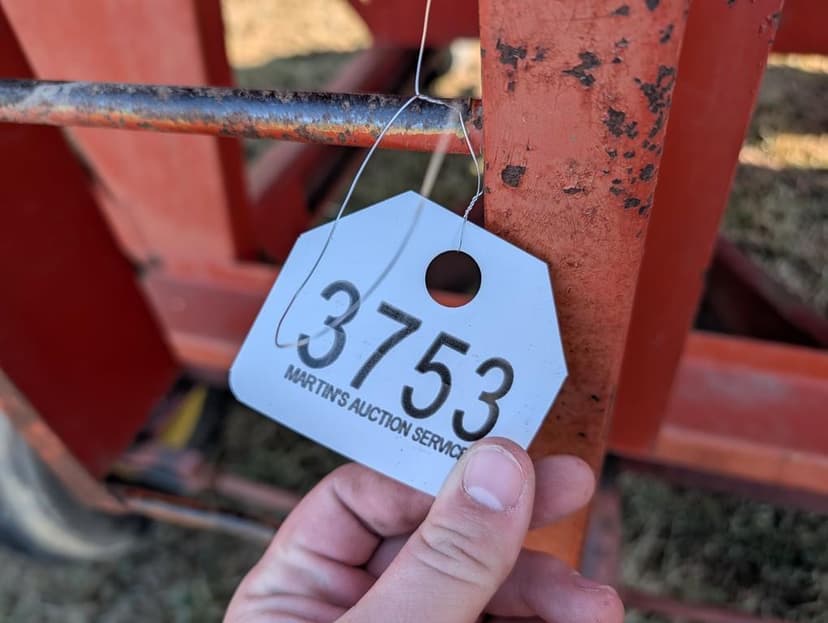 3753
MARTIN'S AUCTION SERVICE